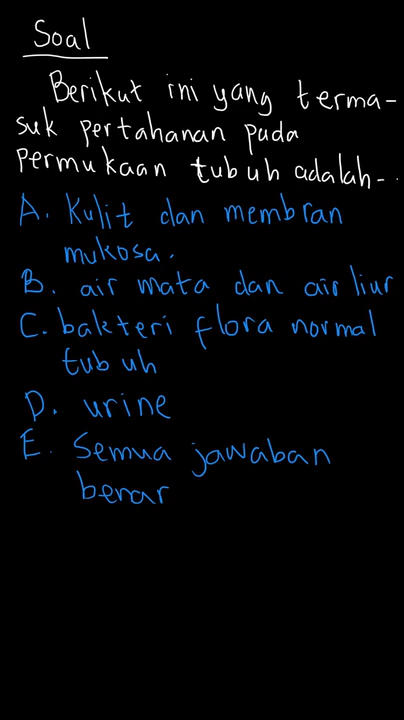 Soal
Berikut ini yang terma-
suk pertahanan pada
permukaan tubuh adalah-..
A. Kulit dan membran
mukosa.
B. air mata dan air liur
C. bakteri flora normal
tubuh
D. urine
E. Semua jawaban
benar